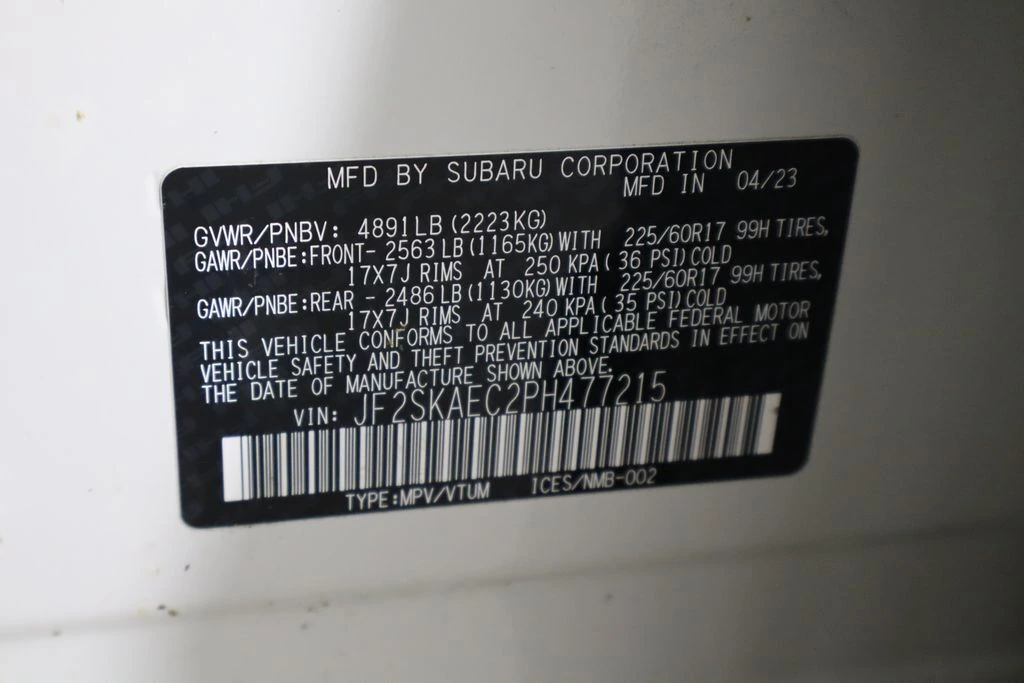 MFD BY SUBARU CORPORATION
MFD IN 04/23
GVWR/PNBV: 4891LB (2223KG)
GAWR/PNBE:FRONT- 2563LB (1165KG)WITH 225/60R17 99H TIRES,
17X7J RIMS AT 250 KPA( 36 PSI)COLD
GAWR/PNBE:REAR - 2486LB (1130KG)WITH 225/60R17 99H TIRES,
17X7J RIMS AT 240 KPA( 35 PSI)COLD
THIS VEHICLE CONFORMS TO ALL APPLICABLE FEDERAL MOTOR
VEHICLE SAFETY AND THEFT PREVENTION STANDARDS IN EFFECT ON
THE DATE OF MANUFACTURE SHOWN ABOVE.
VIN: JF2SKAEC2PH477215
TYPE:MPV/VTUM ICES/NMB-002